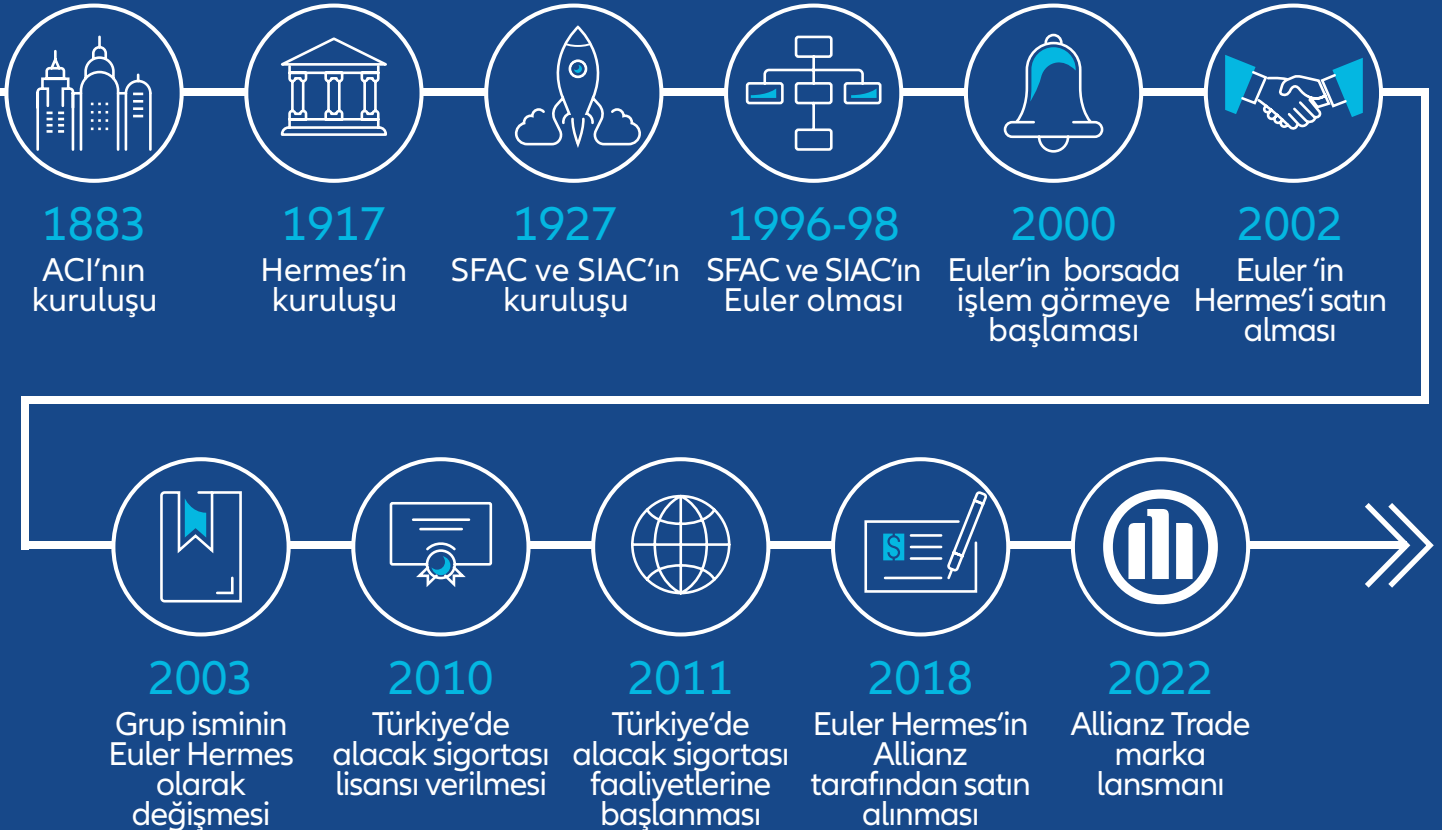 1883
ACI’nın
kuruluşu
1917
Hermes’in
kuruluşu
1927
SFAC ve SIAC’ın
kuruluşu
1996-98
SFAC ve SIAC’ın
Euler olması
2000
Euler’in borsada
işlem görmeye
başlaması
2002
Euler ‘in
Hermes’i satın
alması
2003
Grup isminin
Euler Hermes
olarak
değişmesi
2010
Türkiye’de
alacak sigortası
lisansı verilmesi
2011
Türkiye’de
alacak sigortası
faaliyetlerine
başlanması
$
2018
Euler Hermes‘in
Allianz
tarafından satın
alınması
2022
Allianz Trade
marka
lansmanı